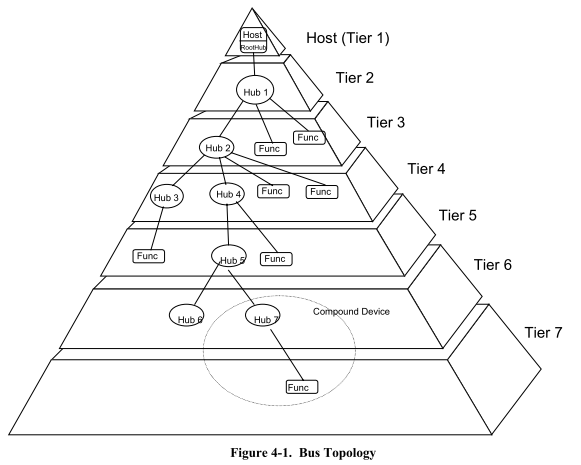 Host
RootHub
Host (Tier 1)
Tier 2
Hub 1
Tier 3
Func
Func
Hub 2
Tier 4
Func
Func
Hub 3
Hub 4
Tier 5
Func
Hub 5
Func
Tier 6
Compound Device
Hub 6
Hub 7
Tier 7
Func
Figure 4-1. Bus Topology